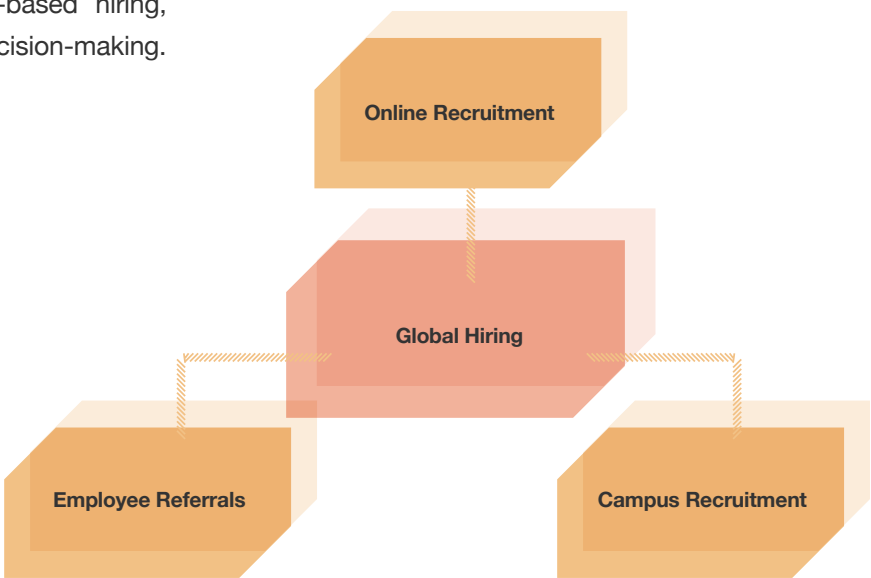 -based hiring,
cision-making.
Online Recruitment
Global Hiring
Employee Referrals
Campus Recruitment